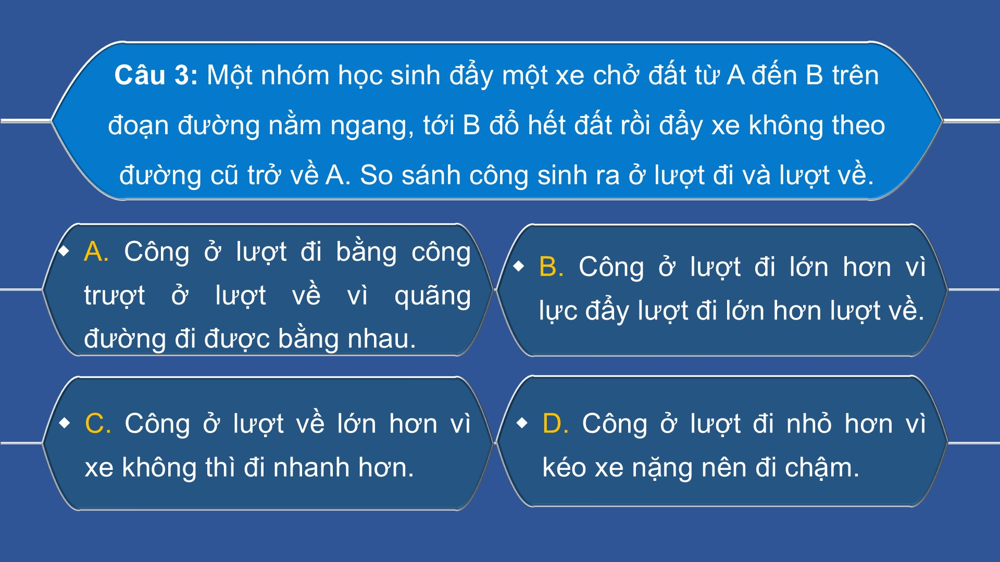 Câu 3: Một nhóm học sinh đẩy một xe chở đất từ A đến B trên
đoạn đường nằm ngang, tới B đổ hết đất rồi đẩy xe không theo
đường cũ trở về A. So sánh công sinh ra ở lượt đi và lượt về.
A. Công ở lượt đi bằng công
trượt ở lượt về vì quãng
đường đi được bằng nhau.
B. Công ở lượt đi lớn hơn vì
lực đẩy lượt đi lớn hơn lượt về.
C. Công ở lượt về lớn hơn vì
xe không thì đi nhanh hơn.
D. Công ở lượt đi nhỏ hơn vì
kéo xe nặng nên đi chậm.